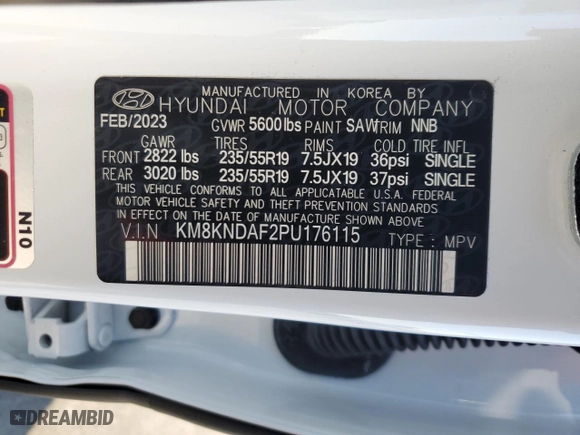 MANUFACTURED IN KOREA BY
HYUNDAI MOTOR COMPANY
FEB/2023 GVWR 5600lbs PAINT SAW TRIM NNB
GAWR TIRES RIMS COLD TIRE INFL
FRONT 2822 lbs 235/55R19 7.5JX19 36psi SINGLE
REAR 3020 lbs 235/55R19 7.5JX19 37psi SINGLE
THIS VEHICLE CONFORMS TO ALL APPLICABLE U.S.A. FEDERAL
MOTOR VEHICLE SAFETY AND THEFT PREVENTION STANDARDS
IN EFFECT ON THE DATE OF MANUFACTURE SHOWN ABOVE.
V.I.N KM8KNDAF2PU176115 TYPE : MPV
N10
DREAMBID